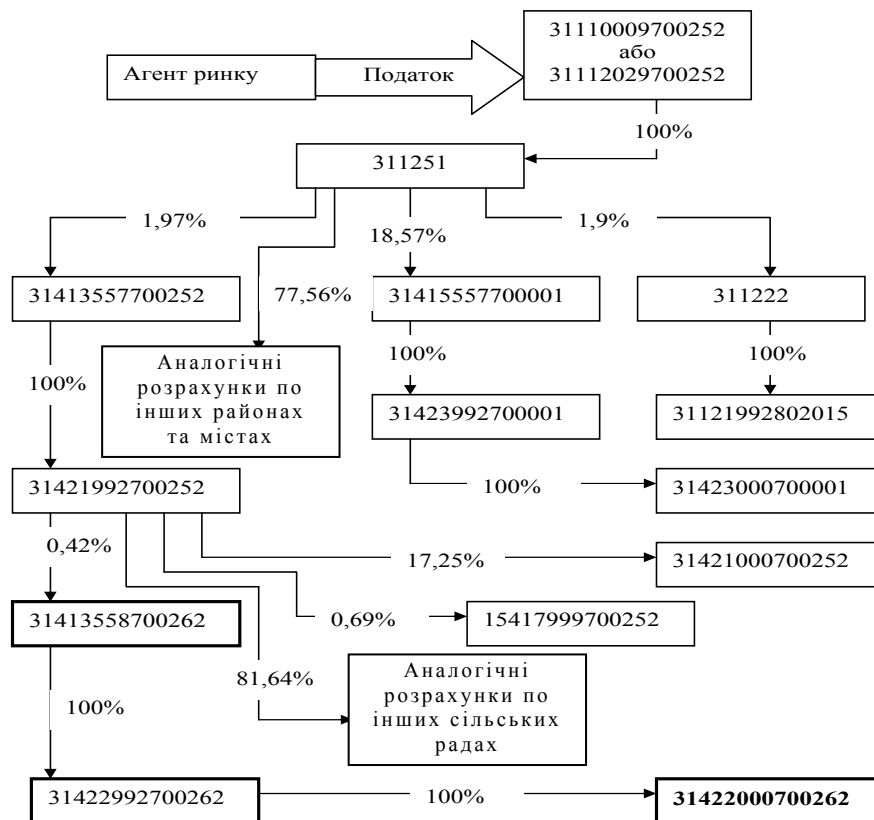 31110009700252
або
31112029700252
Агент ринку
Податок
100%
311251
1,97%
18,57%
1,9%
31413557700252
77,56%
31415557700001
311222
100%
Аналогічні
розрахунки по
інших районах
та містах
100%
100%
31423992700001
31121992802015
31421992700252
100%
31423000700001
0,42%
17,25%
31421000700252
31413558700262
0,69%
15417999700252
81,64%
Аналогічні
розрахунки по
інших сільських
радах
100%
31422992700262
100%
31422000700262